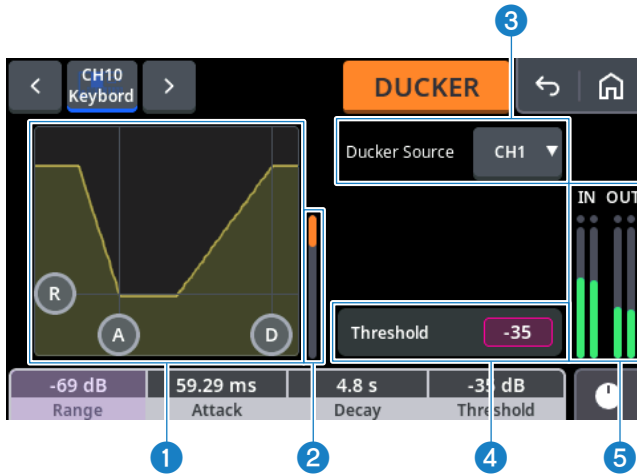 3
CH10
Keybord
DUCKER
Ducker Source CH1
IN OUT
R
A
D
Threshold -35
-69 dB 59.29 ms 4.8 s -35 dB
Range Attack Decay Threshold
1 2 4 5